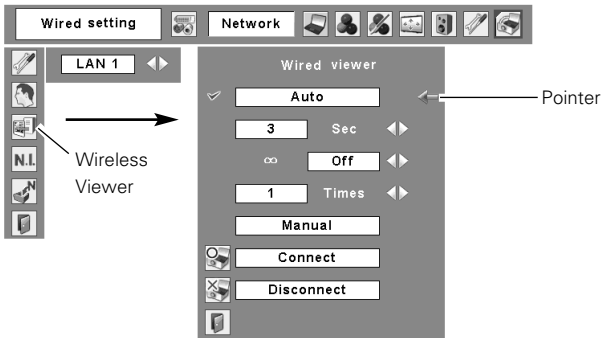 Wired setting
Network
LAN 1
Wired viewer
Auto
Pointer
3 Sec
∞ Off
N.I.
Wireless
Viewer
1 Times
N
Manual
Connect
Disconnect